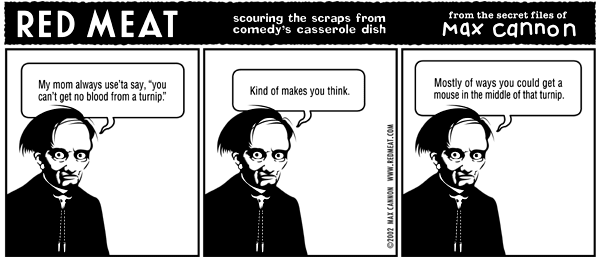 RED MEAT
scouring the scraps from
comedy's casserole dish
from the secret files of
Max cannon
My mom always use'ta say, "you
can't get no blood from a turnip."
Kind of makes you think.
©2002 MAX CANNON WWW.REDMEAT.COM
Mostly of ways you could get a
mouse in the middle of that turnip.